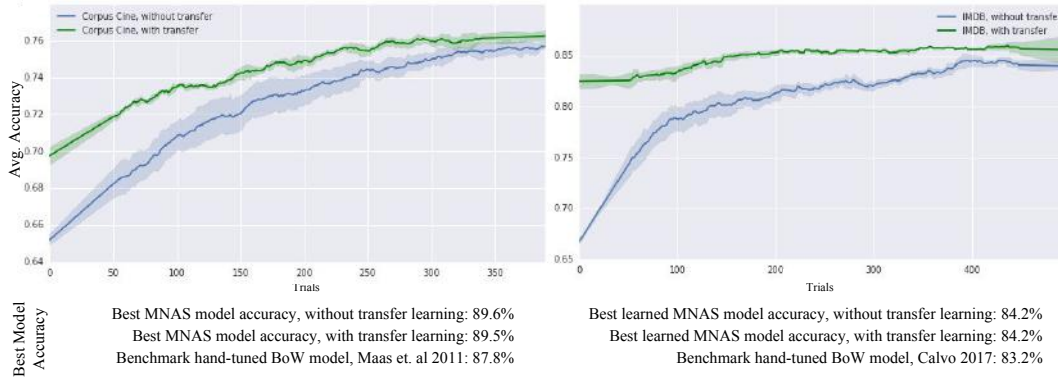 Corpus Cine, without transfer
Corpus Cine, with transfer
Avg. Accuracy
0.76
0.74
0.72
0.70
0.68
0.66
0.64
0
50
100
150
200
250
300
350
Trials
IMDB, without transfer
IMDB, with transfer
0.85
0.80
0.75
0.70
0.65
0
100
200
300
400
Trials
Best Model
Accuracy
Best MNAS model accuracy, without transfer learning: 89.6%
Best MNAS model accuracy, with transfer learning: 89.5%
Benchmark hand-tuned BoW model, Maas et. al 2011: 87.8%
Best learned MNAS model accuracy, without transfer learning: 84.2%
Best learned MNAS model accuracy, with transfer learning: 84.2%
Benchmark hand-tuned BoW model, Calvo 2017: 83.2%